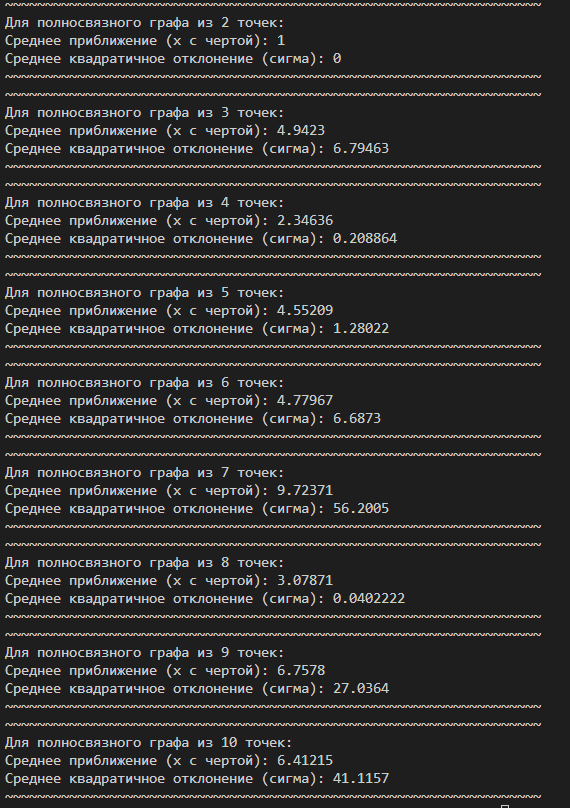 ~~~~~~~~~~~~~~~~~~~~~~~~~~~~~~~~~~~~~~~~~~~~~~~~~~~~~~~~~~~~~~~~~~~
Для полносвязного графа из 2 точек:
Среднее приближение (x с чертой): 1
Среднее квадратичное отклонение (сигма): 0
~~~~~~~~~~~~~~~~~~~~~~~~~~~~~~~~~~~~~~~~~~~~~~~~~~~~~~~~~~~~~~~~~~~
~~~~~~~~~~~~~~~~~~~~~~~~~~~~~~~~~~~~~~~~~~~~~~~~~~~~~~~~~~~~~~~~~~~
Для полносвязного графа из 3 точек:
Среднее приближение (x с чертой): 4.9423
Среднее квадратичное отклонение (сигма): 6.79463
~~~~~~~~~~~~~~~~~~~~~~~~~~~~~~~~~~~~~~~~~~~~~~~~~~~~~~~~~~~~~~~~~~~
~~~~~~~~~~~~~~~~~~~~~~~~~~~~~~~~~~~~~~~~~~~~~~~~~~~~~~~~~~~~~~~~~~~
Для полносвязного графа из 4 точек:
Среднее приближение (x с чертой): 2.34636
Среднее квадратичное отклонение (сигма): 0.208864
~~~~~~~~~~~~~~~~~~~~~~~~~~~~~~~~~~~~~~~~~~~~~~~~~~~~~~~~~~~~~~~~~~~
~~~~~~~~~~~~~~~~~~~~~~~~~~~~~~~~~~~~~~~~~~~~~~~~~~~~~~~~~~~~~~~~~~~
Для полносвязного графа из 5 точек:
Среднее приближение (x с чертой): 4.55209
Среднее квадратичное отклонение (сигма): 1.28022
~~~~~~~~~~~~~~~~~~~~~~~~~~~~~~~~~~~~~~~~~~~~~~~~~~~~~~~~~~~~~~~~~~~
~~~~~~~~~~~~~~~~~~~~~~~~~~~~~~~~~~~~~~~~~~~~~~~~~~~~~~~~~~~~~~~~~~~
Для полносвязного графа из 6 точек:
Среднее приближение (x с чертой): 4.77967
Среднее квадратичное отклонение (сигма): 6.6873
~~~~~~~~~~~~~~~~~~~~~~~~~~~~~~~~~~~~~~~~~~~~~~~~~~~~~~~~~~~~~~~~~~~
~~~~~~~~~~~~~~~~~~~~~~~~~~~~~~~~~~~~~~~~~~~~~~~~~~~~~~~~~~~~~~~~~~~
Для полносвязного графа из 7 точек:
Среднее приближение (x с чертой): 9.72371
Среднее квадратичное отклонение (сигма): 56.2005
~~~~~~~~~~~~~~~~~~~~~~~~~~~~~~~~~~~~~~~~~~~~~~~~~~~~~~~~~~~~~~~~~~~
~~~~~~~~~~~~~~~~~~~~~~~~~~~~~~~~~~~~~~~~~~~~~~~~~~~~~~~~~~~~~~~~~~~
Для полносвязного графа из 8 точек:
Среднее приближение (x с чертой): 3.07871
Среднее квадратичное отклонение (сигма): 0.0402222
~~~~~~~~~~~~~~~~~~~~~~~~~~~~~~~~~~~~~~~~~~~~~~~~~~~~~~~~~~~~~~~~~~~
~~~~~~~~~~~~~~~~~~~~~~~~~~~~~~~~~~~~~~~~~~~~~~~~~~~~~~~~~~~~~~~~~~~
Для полносвязного графа из 9 точек:
Среднее приближение (x с чертой): 6.7578
Среднее квадратичное отклонение (сигма): 27.0364
~~~~~~~~~~~~~~~~~~~~~~~~~~~~~~~~~~~~~~~~~~~~~~~~~~~~~~~~~~~~~~~~~~~
~~~~~~~~~~~~~~~~~~~~~~~~~~~~~~~~~~~~~~~~~~~~~~~~~~~~~~~~~~~~~~~~~~~
Для полносвязного графа из 10 точек:
Среднее приближение (x с чертой): 6.41215
Среднее квадратичное отклонение (сигма): 41.1157
~~~~~~~~~~~~~~~~~~~~~~~~~~~~~~~~~~~~~~~~~~~~~~~~~~~~~~~~~~~~~~~~~~~